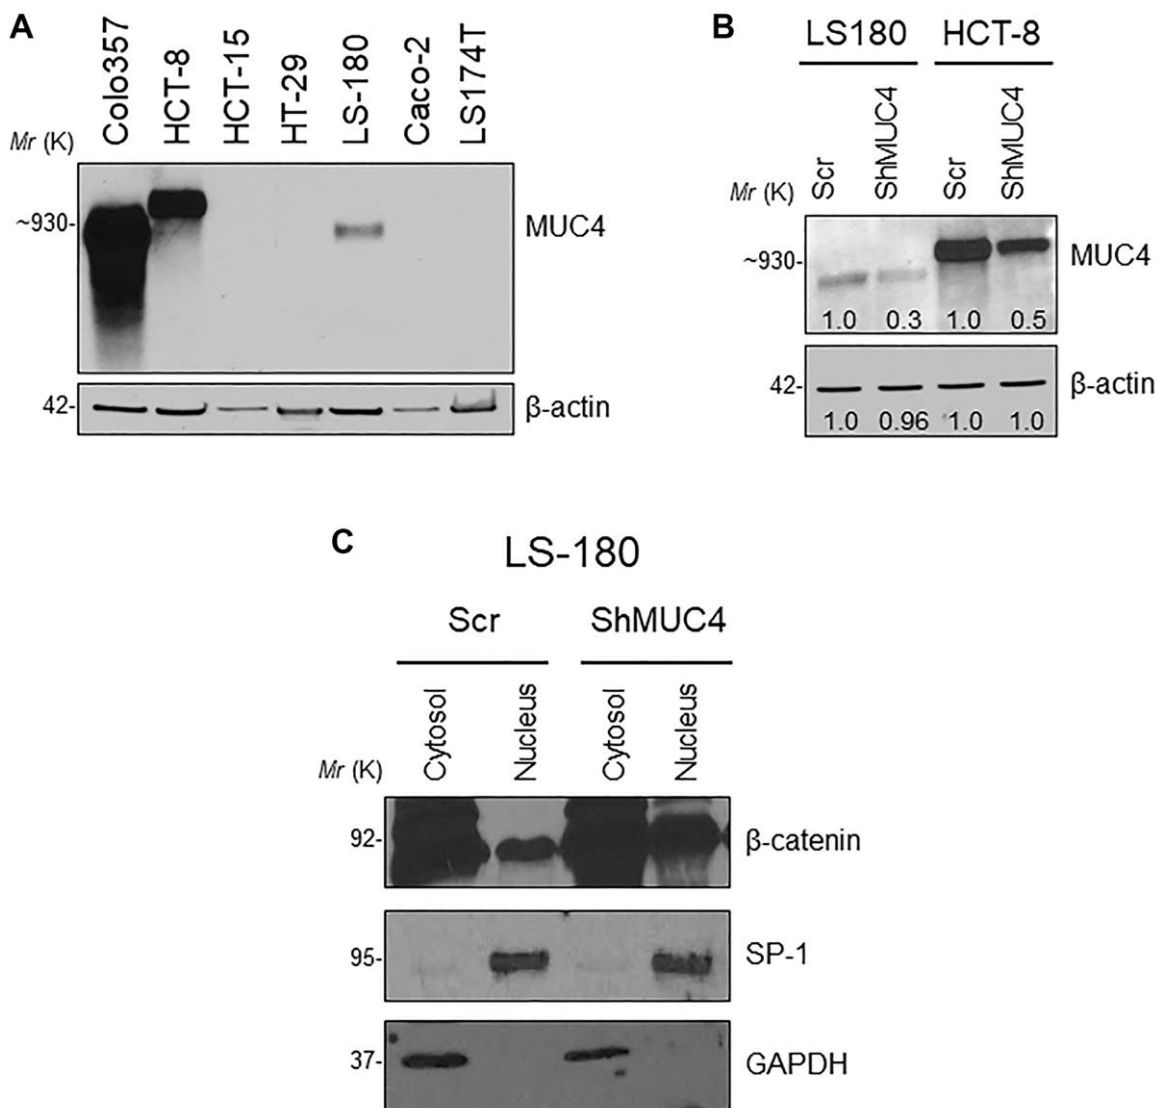 A
Colo357 HCT-8 HCT-15 HT-29 LS-180 Caco-2 LS174T
Mr (K)
~930- MUC4
42- β-actin
B
LS180 HCT-8
Scr ShMUC4 Scr ShMUC4
Mr (K)
~930- MUC4
1.0 0.3 1.0 0.5
42- β-actin
1.0 0.96 1.0 1.0
C
LS-180
Scr ShMUC4
Cytosol Nucleus Cytosol Nucleus
Mr (K)
92- β-catenin
95- SP-1
37- GAPDH